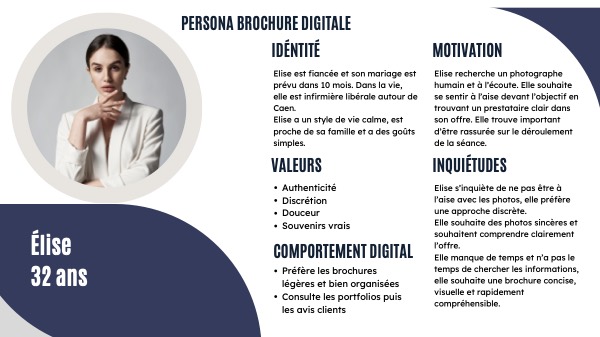 PERSONA BROCHURE DIGITALE
IDÉNTITÉ
Elise est fiancée et son mariage est
prévu dans 10 mois. Dans la vie,
elle est infirmière libérale autour de
Caen.
Elise a un style de vie calme, est
proche de sa famille et a des goûts
simples.
VALEURS
• Authenticité
• Discrétion
• Douceur
• Souvenirs vrais
COMPORTEMENT DIGITAL
• Préfère les brochures
légères et bien organisées
• Consulte les portfolios puis
les avis clients
MOTIVATION
Elise recherche un photographe
humain et à l'écoute. Elle souhaite
se sentir à l'aise devant l'objectif en
trouvant un prestataire clair dans
son offre. Elle trouve important
d'être rassurée sur le déroulement
de la séance.
INQUIÉTUDES
Elise s'inquiète de ne pas être à
l'aise avec les photos, elle préfère
une approche discrète.
Elle souhaite des photos sincères et
souhaitent comprendre clairement
l'offre.
Elle manque de temps et n'a pas le
temps de chercher les informations,
elle souhaite une brochure concise,
visuelle et rapidement
compréhensible.
Élise
32 ans